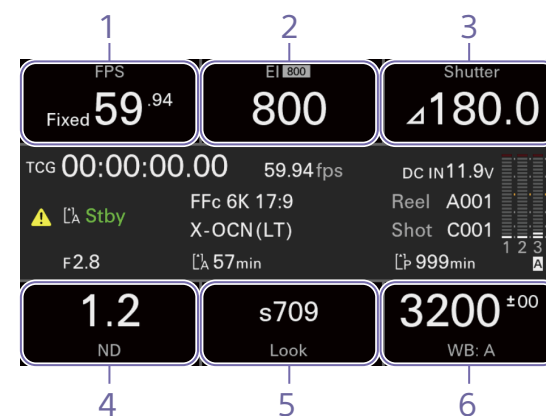 1 2 3
FPS EI 800 Shutter
Fixed 59 .94 800 ⊿180.0
TCG 00:00:00.00 59.94 fps DC IN 11.9V
FFc 6K 17:9 Reel A001
A Stby
X-OCN(LT) Shot C001
1 2 3
F2.8 A 57min P 999min A
1.2 s709 3200 ±00
ND Look WB: A
4 5 6